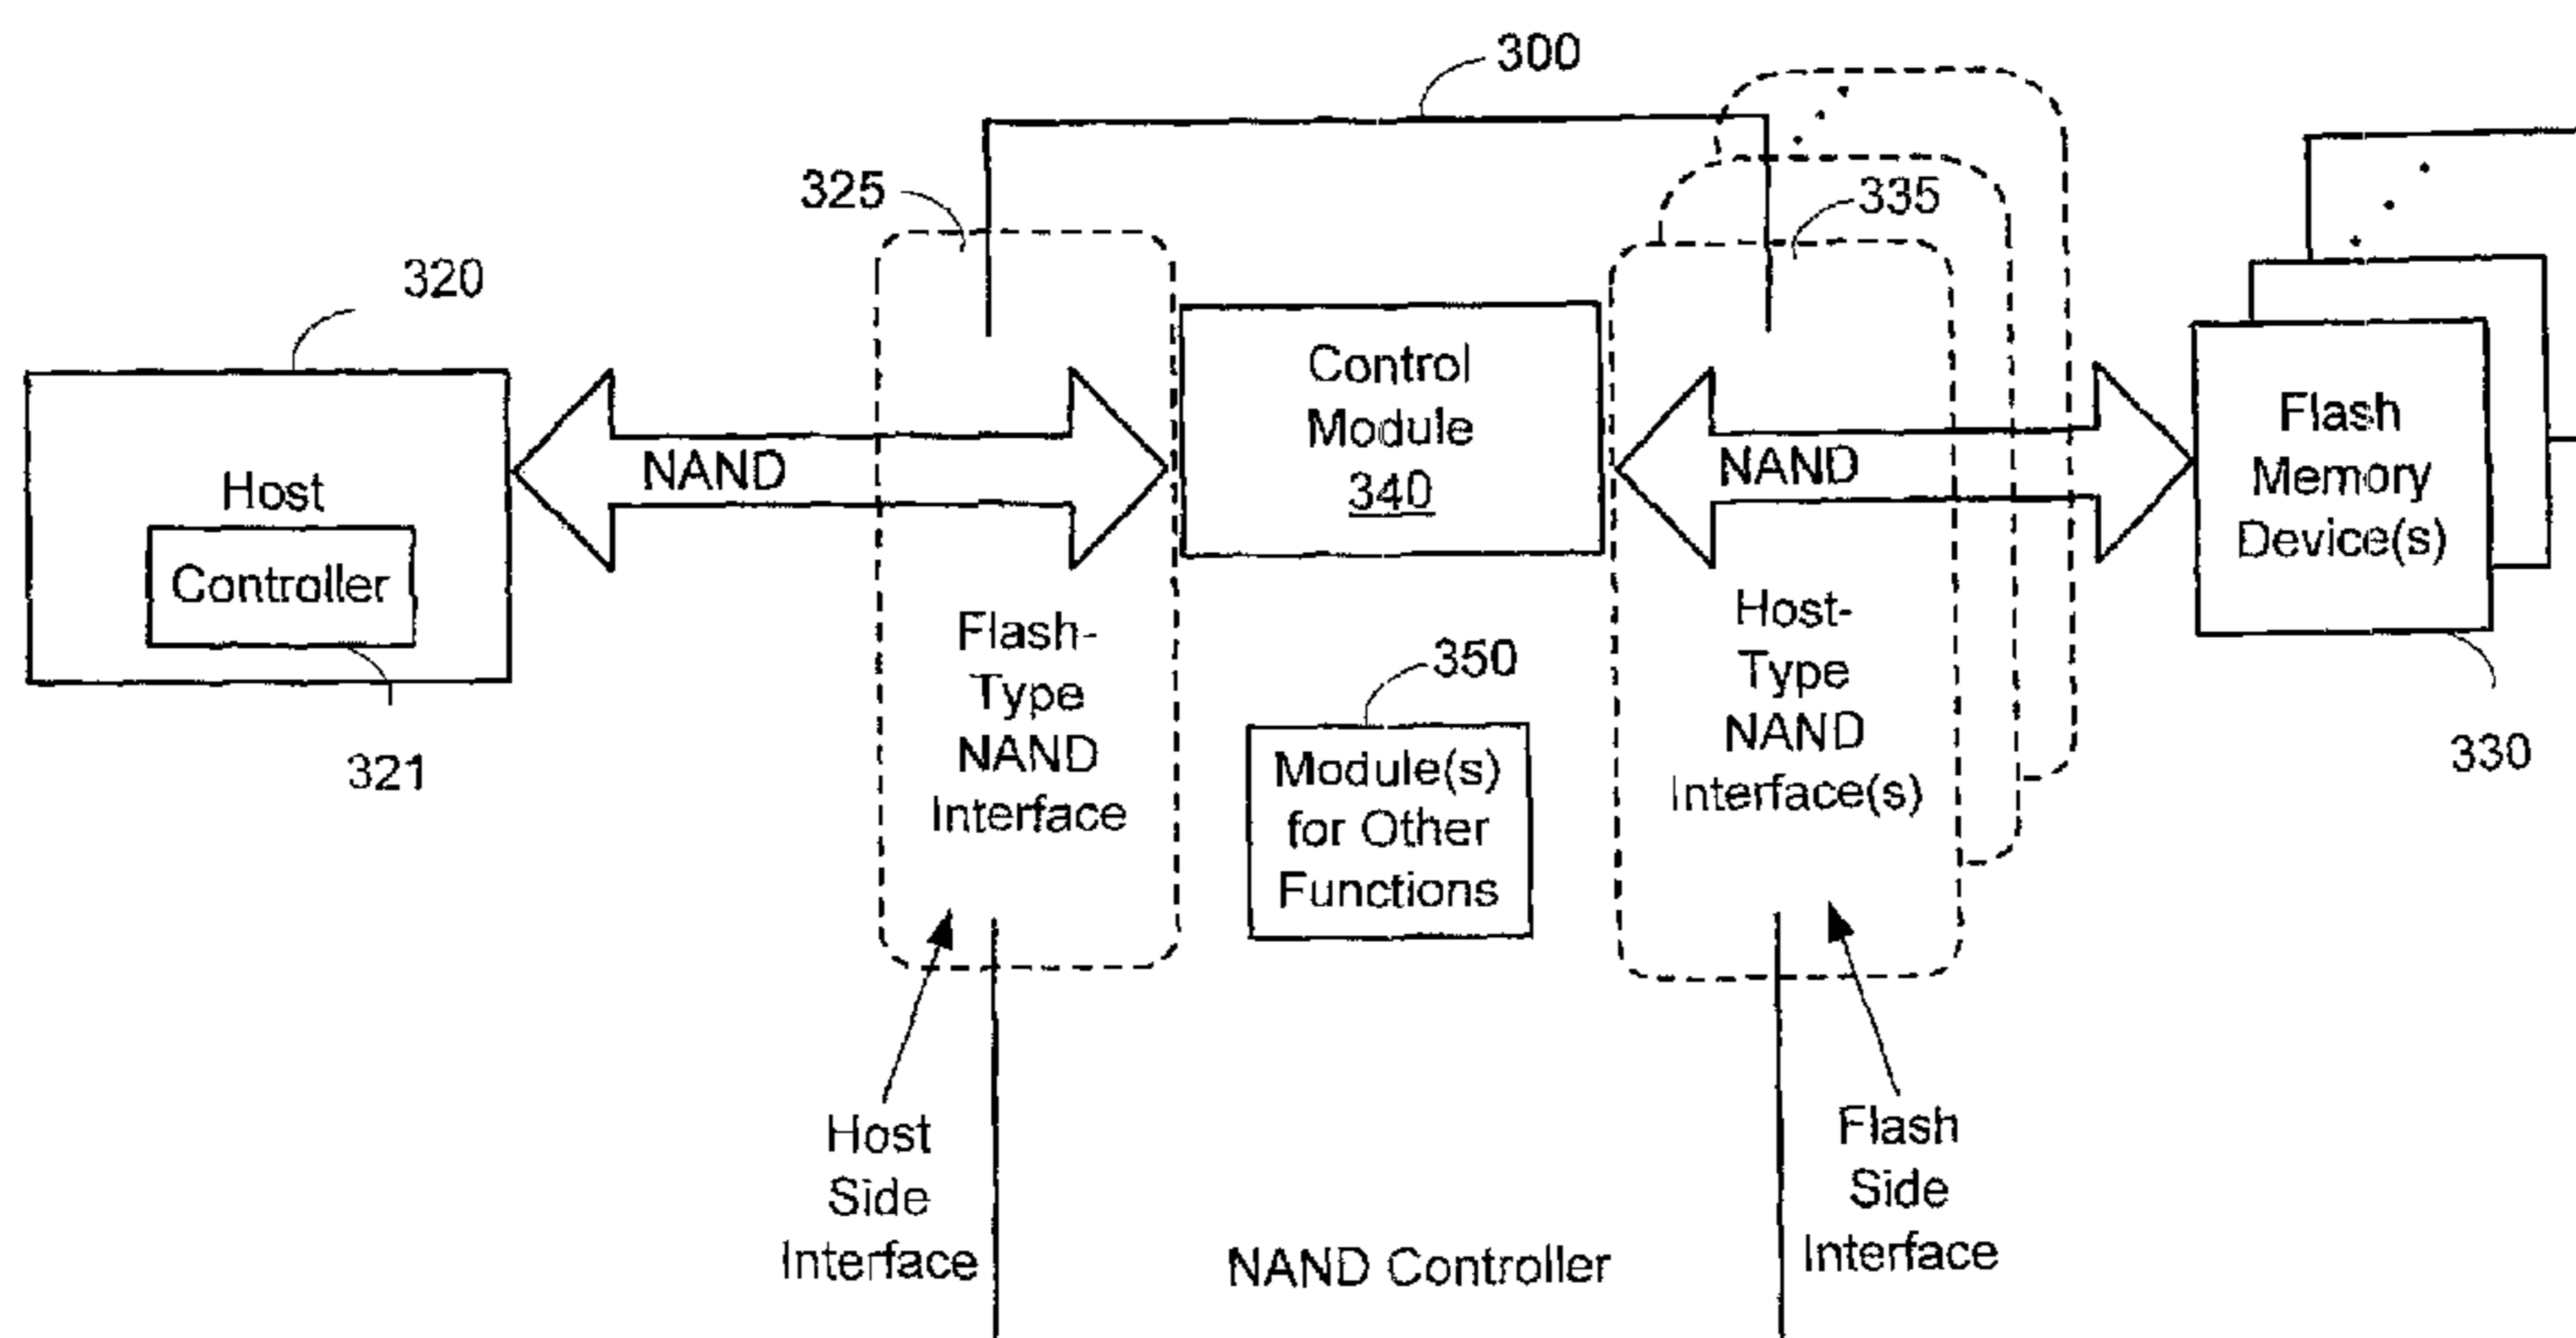 300
325
335
320
Host
Controller
321
NAND
Flash-
Type
NAND
Interface
Control
Module
340
350
Module(s)
for Other
Functions
NAND
Host-
Type
NAND
Interface(s)
Flash
Memory
Device(s)
330
Host
Side
Interface
NAND Controller
Flash
Side
Interface